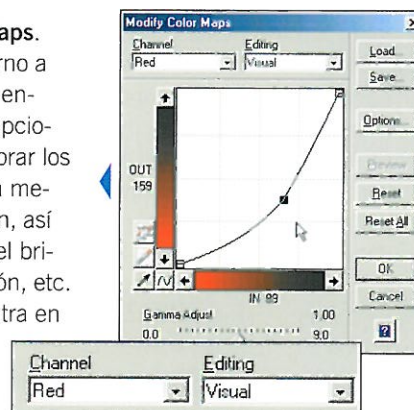 aps.
rno a
en-
pcio-
orar los
me-
n, así
el bri-
ón, etc.
tra en
Modify Color Maps
Channel Editing
Red Visual
OUT
159
IN 89
Gamma Adjust 1.00
0.0 9.0
Load...
Save...
Options...
Preview
Reset
Reset All
OK
Cancel
?
Channel Editing
Red Visual